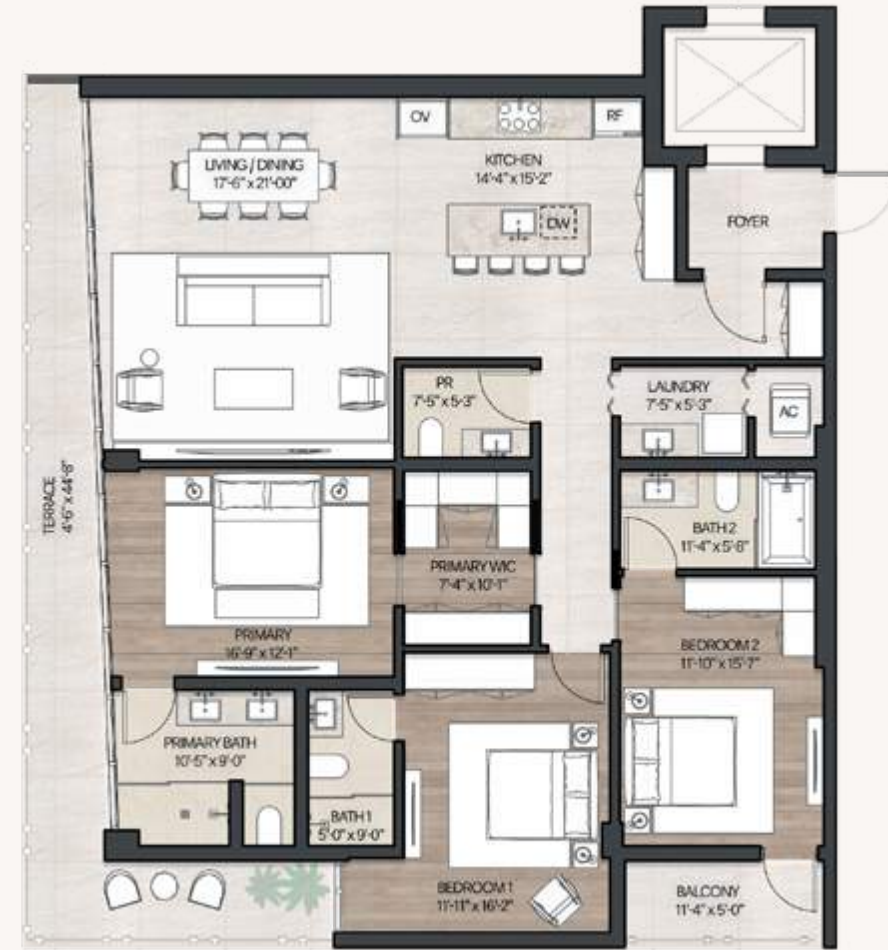 OV
RF
LIVING / DINING
17'-6" x 21'-00"
KITCHEN
14'-4" x 15'-2"
DW
FOYER
PR
7'-5" x 5'-3"
LAUNDRY
7'-5" x 5'-3"
AC
TERRACE
4'-6" x 44'-8"
BATH 2
11'-4" x 5'-8"
PRIMARY WIC
7'-4" x 10'-1"
PRIMARY
16'-9" x 12'-1"
BEDROOM 2
11'-10" x 15'-7"
PRIMARY BATH
10'-5" x 9'-0"
BATH 1
5'-0" x 9'-0"
BEDROOM 1
11'-11" x 16'-2"
BALCONY
11'-4" x 5'-0"